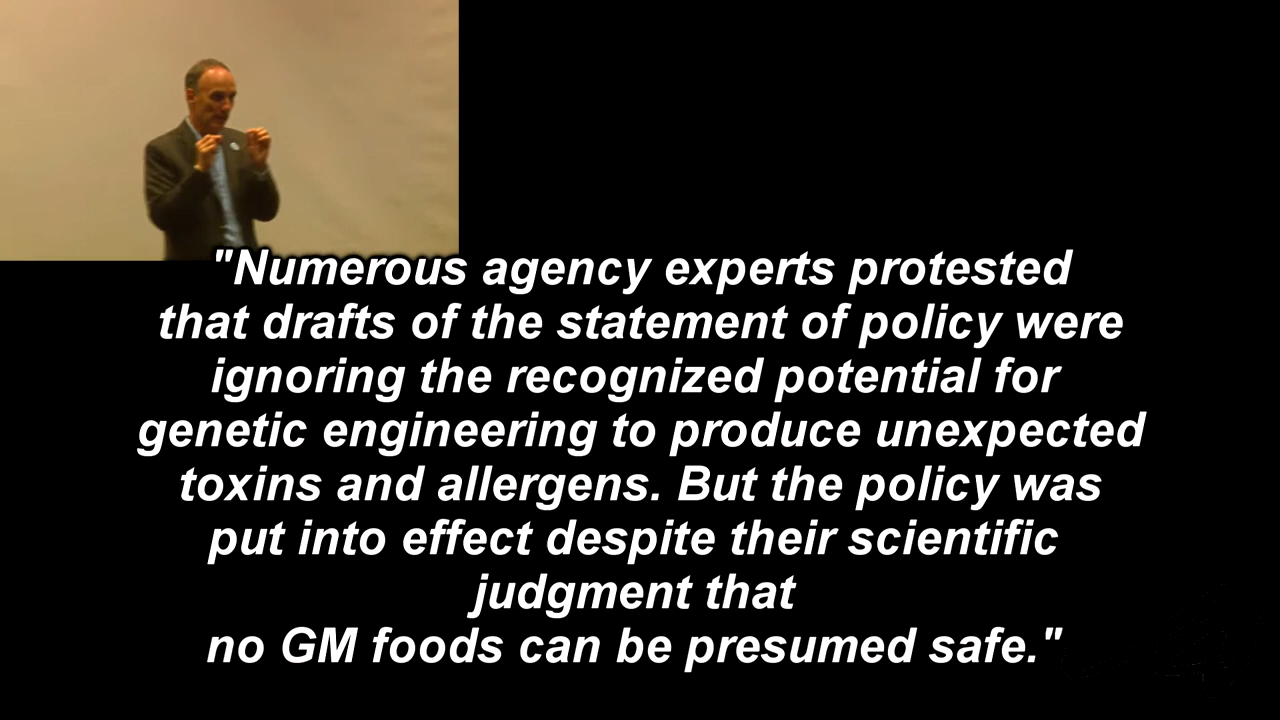 "Numerous agency experts protested
that drafts of the statement of policy were
ignoring the recognized potential for
genetic engineering to produce unexpected
toxins and allergens. But the policy was
put into effect despite their scientific
judgment that
no GM foods can be presumed safe."